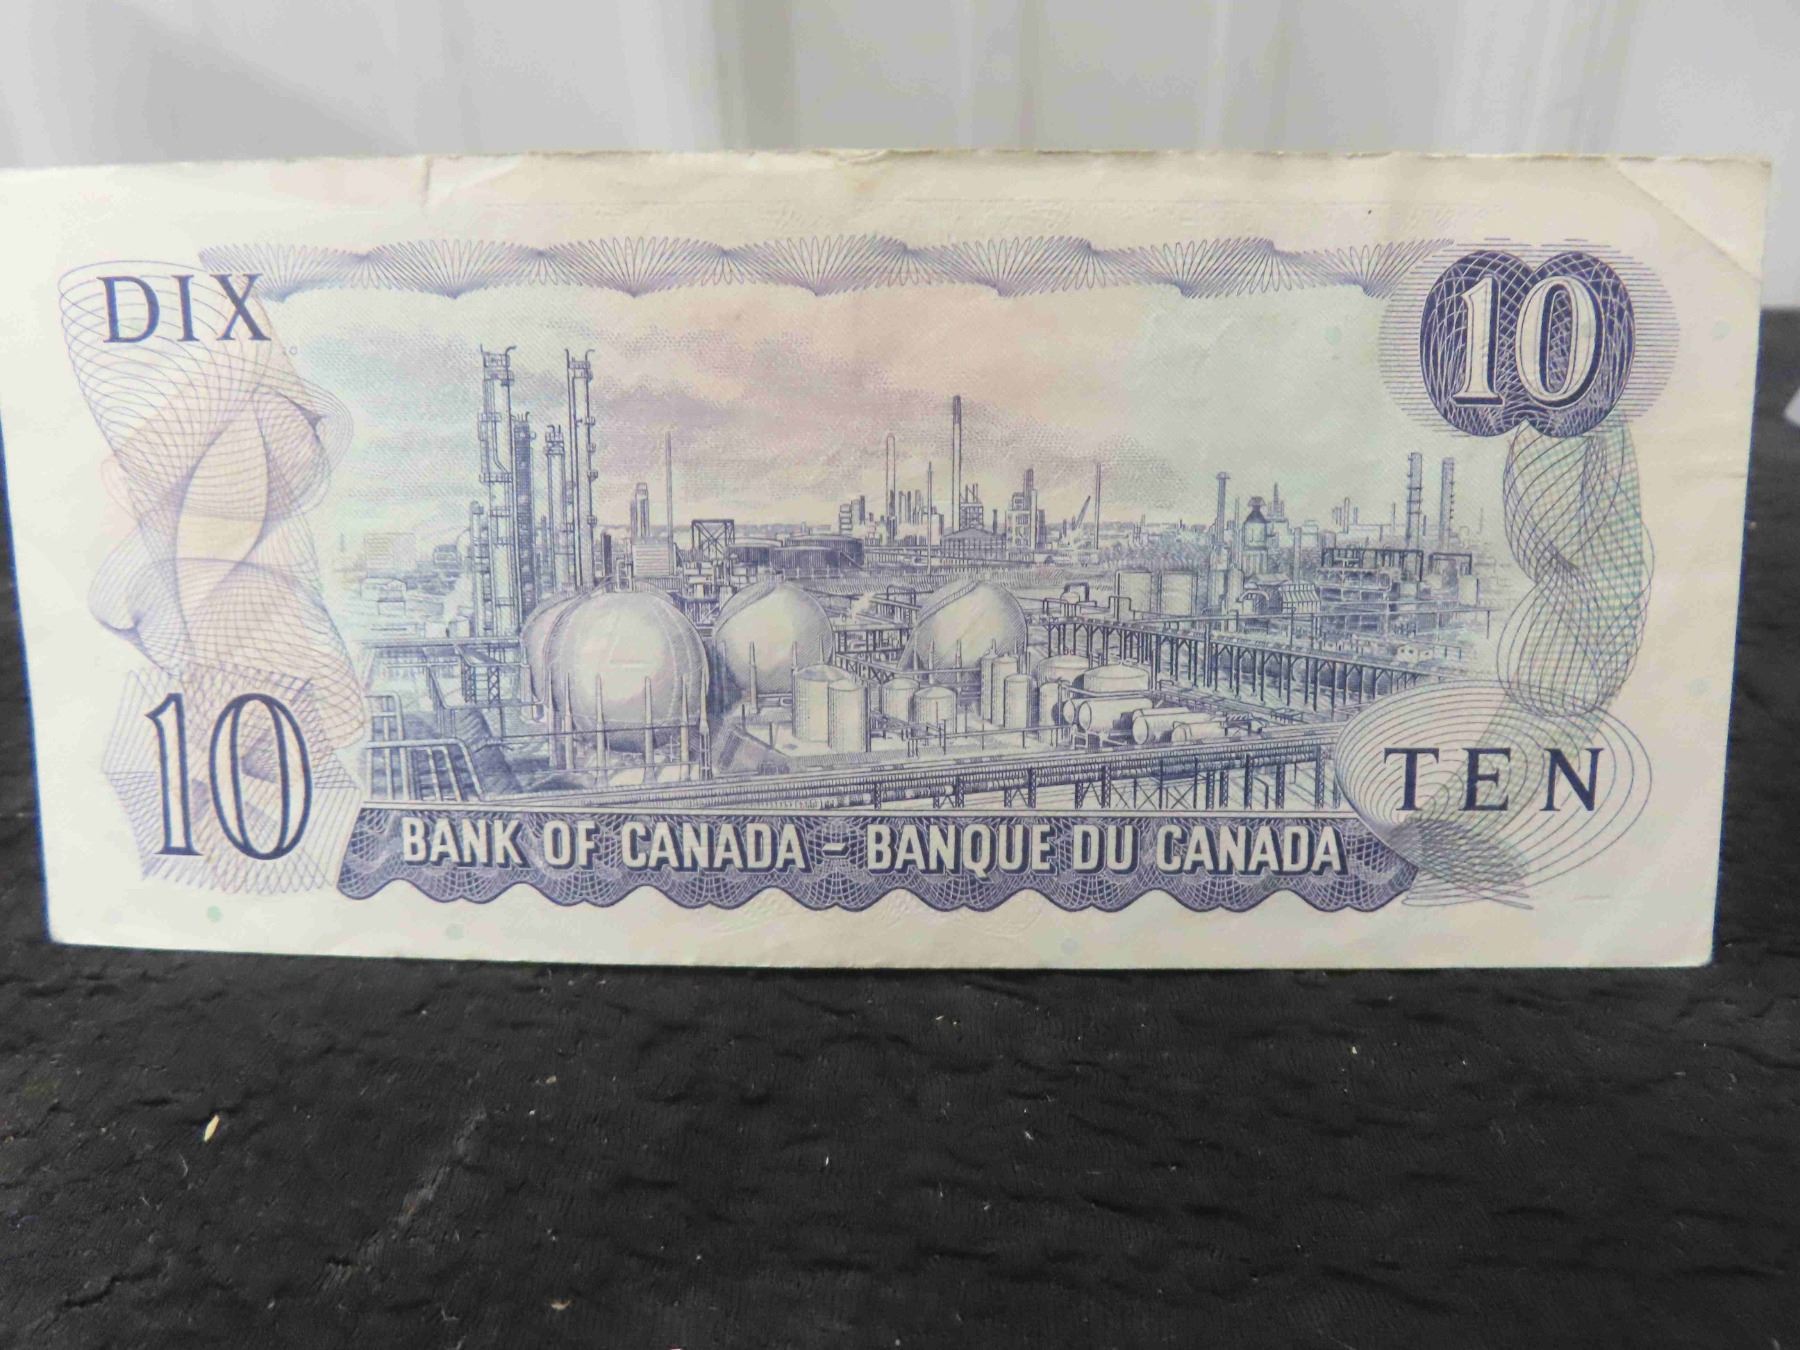 DIX
10
10
TEN
BANK OF CANADA - BANQUE DU CANADA